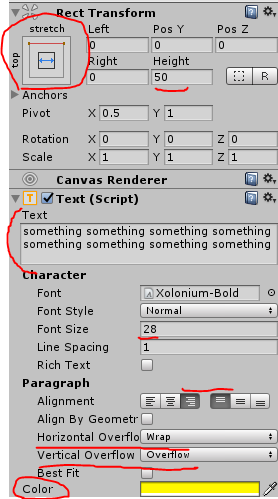 Rect Transform
stretch
top
Left Pos Y Pos Z
0 0 0
Right Height
0 50
R
Anchors
Pivot X 0.5 Y 1
Rotation X 0 Y 0 Z 0
Scale X 1 Y 1 Z 1
Canvas Renderer
T Text (Script)
Text
something something something something
something something something something
Character
Font Xolonium-Bold
Font Style Normal
Font Size 28
Line Spacing 1
Rich Text
Paragraph
Alignment
Align By Geometr
Horizontal Overflo Wrap
Vertical Overflow Overflow
Best Fit
Color